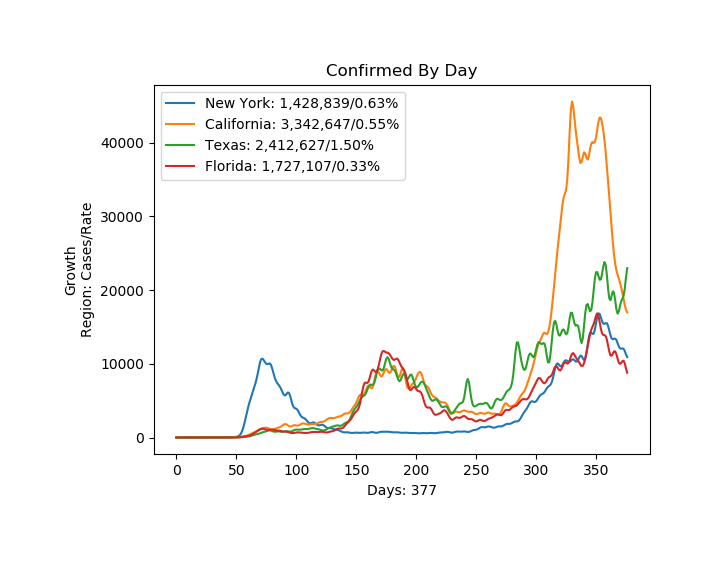 Confirmed By Day
New York: 1,428,839/0.63%
California: 3,342,647/0.55%
Texas: 2,412,627/1.50%
Florida: 1,727,107/0.33%
Growth
Region: Cases/Rate
40000
30000
20000
10000
0
0 50 100 150 200 250 300 350
Days: 377